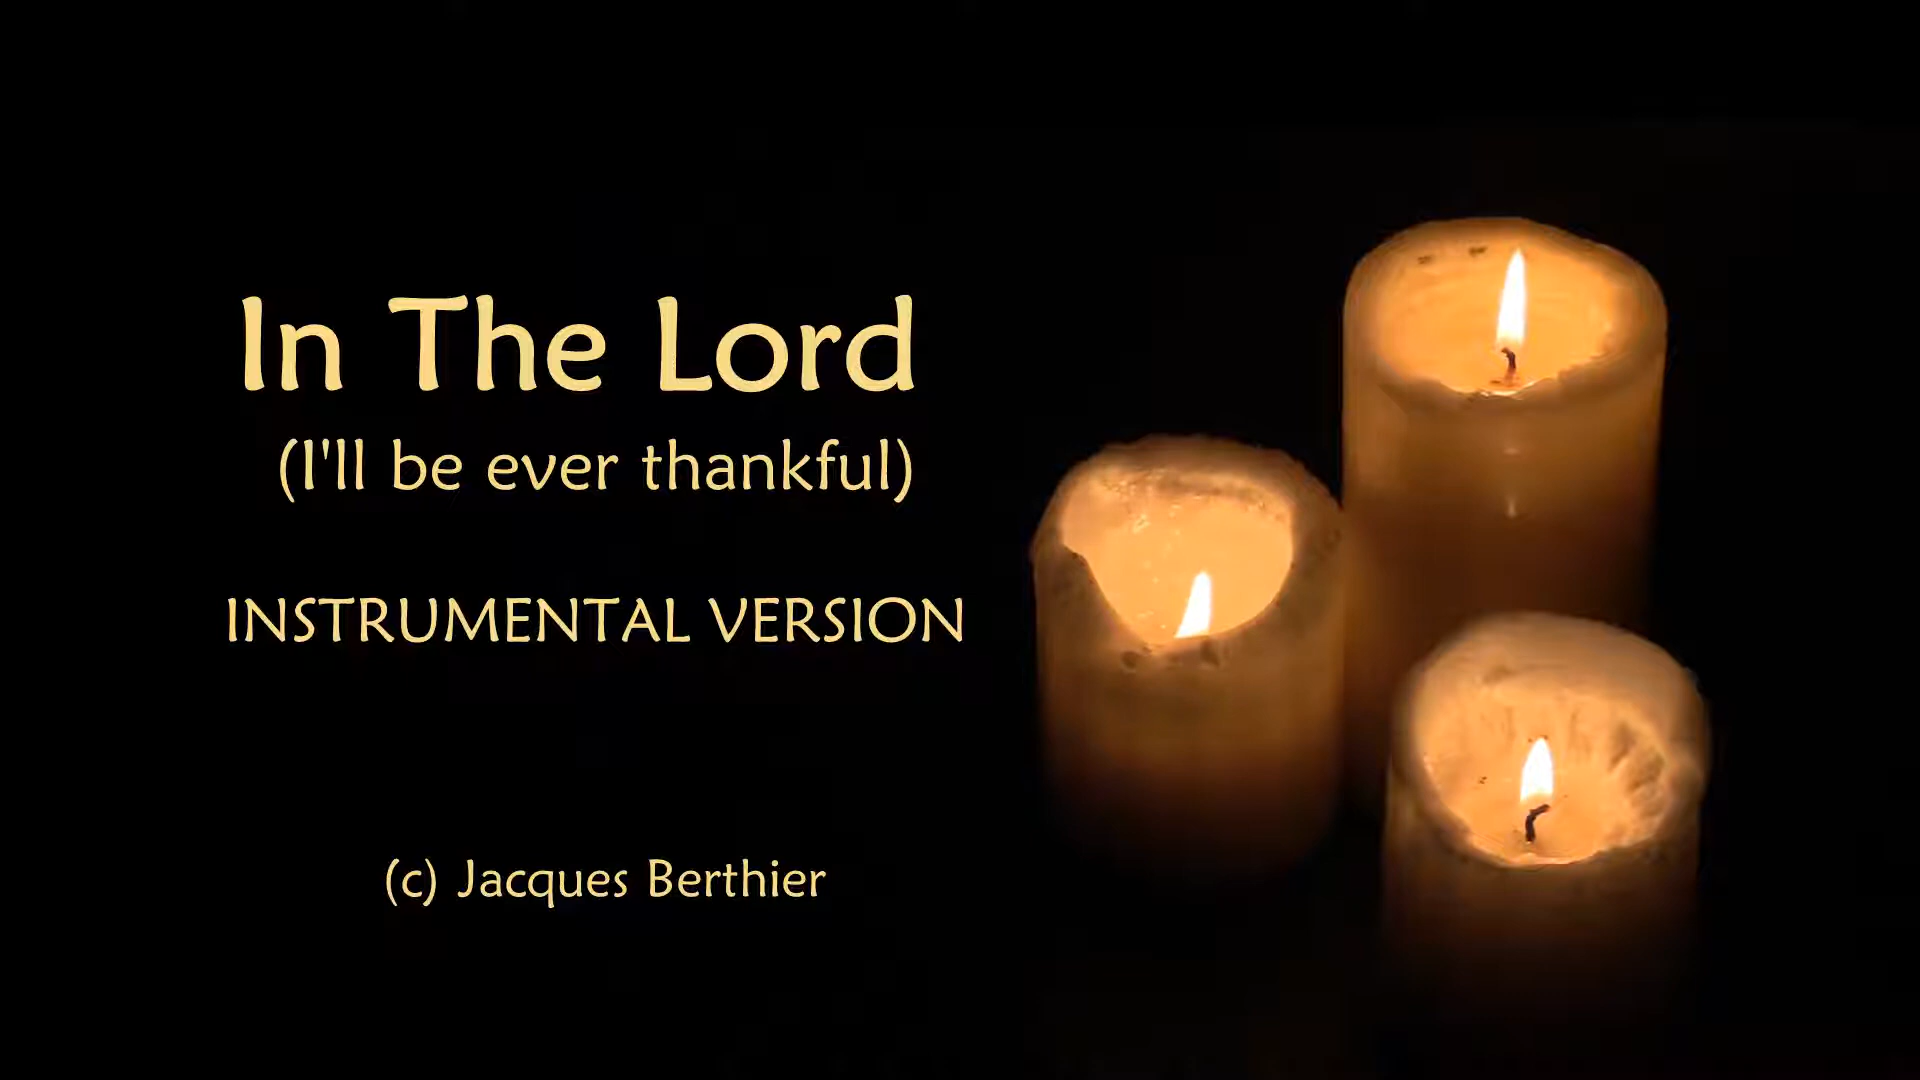 In The Lord
(I'll be ever thankful)
INSTRUMENTAL VERSION
(c) Jacques Berthier